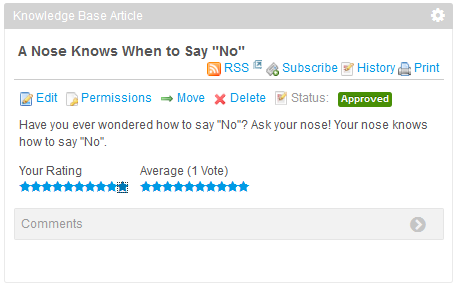 Knowledge Base Article
A Nose Knows When to Say "No"
RSS Subscribe History Print
Edit Permissions Move Delete Status: Approved
Have you ever wondered how to say "No"? Ask your nose! Your nose knows
how to say "No".
Your Rating Average (1 Vote)
Comments